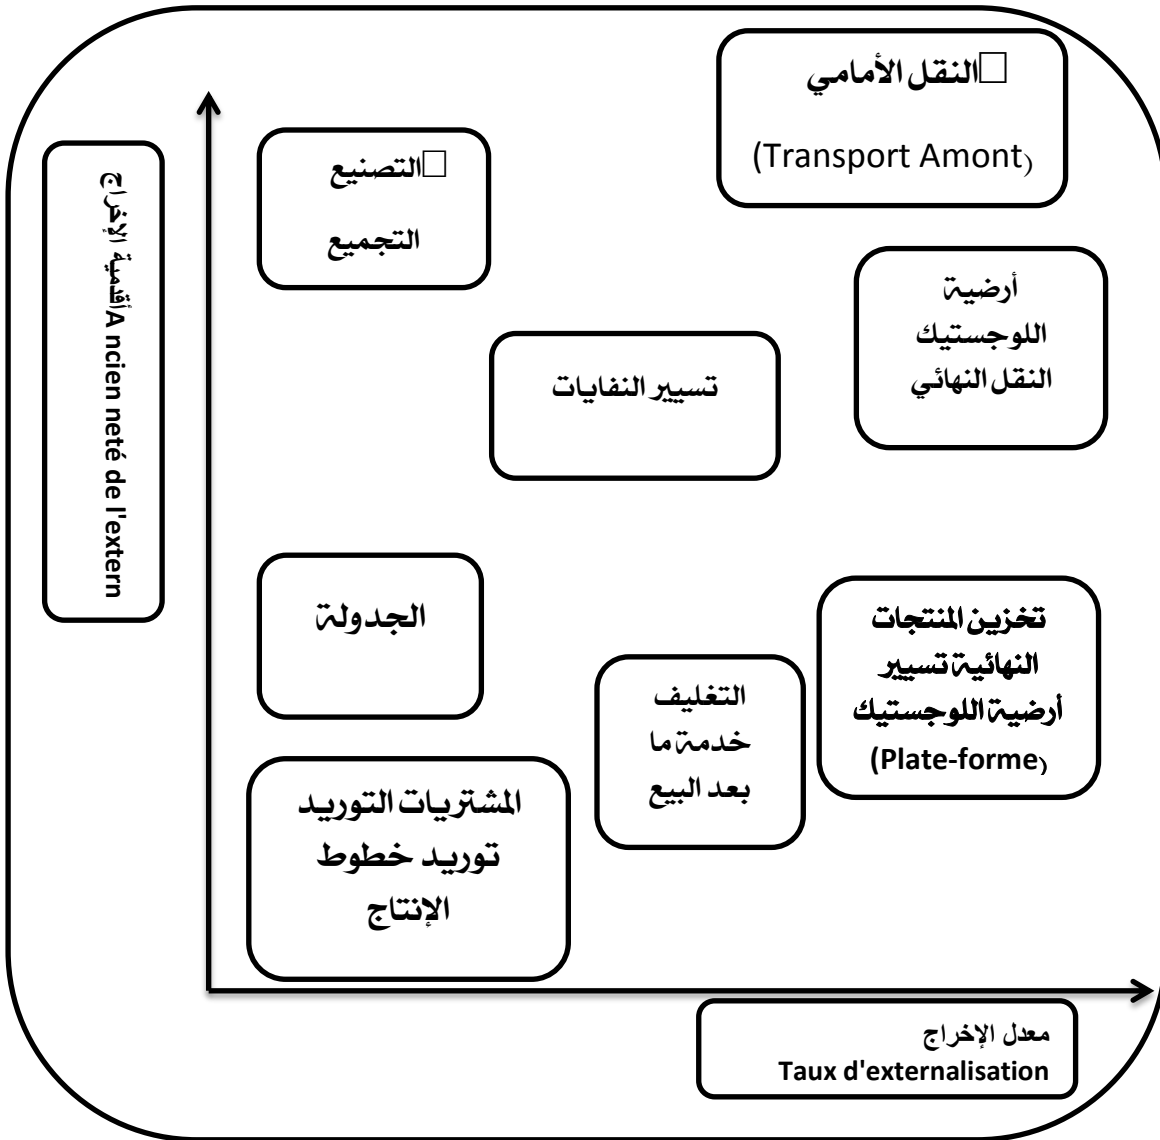 □النقل الأمامي
(Transport Amont)
□التصنيع
التجميع
أقدمية الإخراج A ncien neté de l'extern
أرضية
اللوجستيك
النقل النهائي
تسيير النفايات
الجدولة
تخزين المنتجات
النهائية تسيير
أرضية اللوجستيك
(Plate-forme)
التغليف
خدمة ما
بعد البيع
المشتريات التوريد
توريد خطوط
الإنتاج
معدل الإخراج
Taux d'externalisation